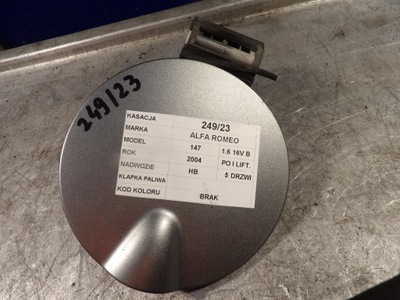 249/23
KASACJA 249/23
MARKA ALFA ROMEO
MODEL 147 1.6 16V B
ROK 2004 PO I LIFT.
NADWOZIE HB 5 DRZWI
KLAPKA PALIWA
KOD KOLORU BRAK